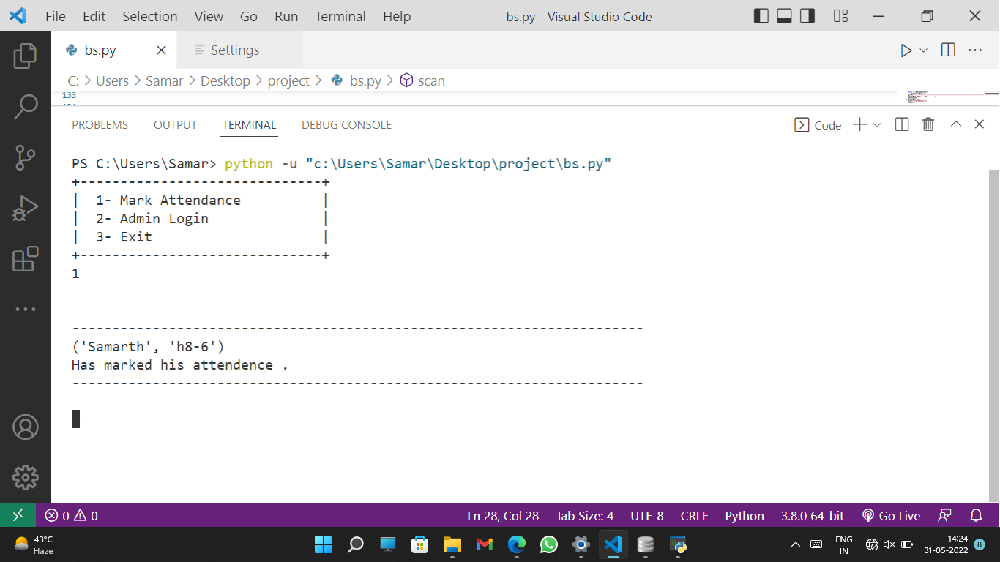 File Edit Selection View Go Run Terminal Help bs.py - Visual Studio Code
bs.py Settings
C: > Users > Samar > Desktop > project > bs.py > scan
133
PROBLEMS OUTPUT TERMINAL DEBUG CONSOLE Code
PS C:\Users\Samar> python -u "c:\Users\Samar\Desktop\project\bs.py"
+------------------------------+
|  1- Mark Attendance          |
|  2- Admin Login              |
|  3- Exit                     |
+------------------------------+
1
-----------------------------------------------------------------------
('Samarth', 'h8-6')
Has marked his attendence .
-----------------------------------------------------------------------
0 0 Ln 28, Col 28 Tab Size: 4 UTF-8 CRLF Python 3.8.0 64-bit Go Live
43°C
Haze
ENG
IN
14:24
31-05-2022
8